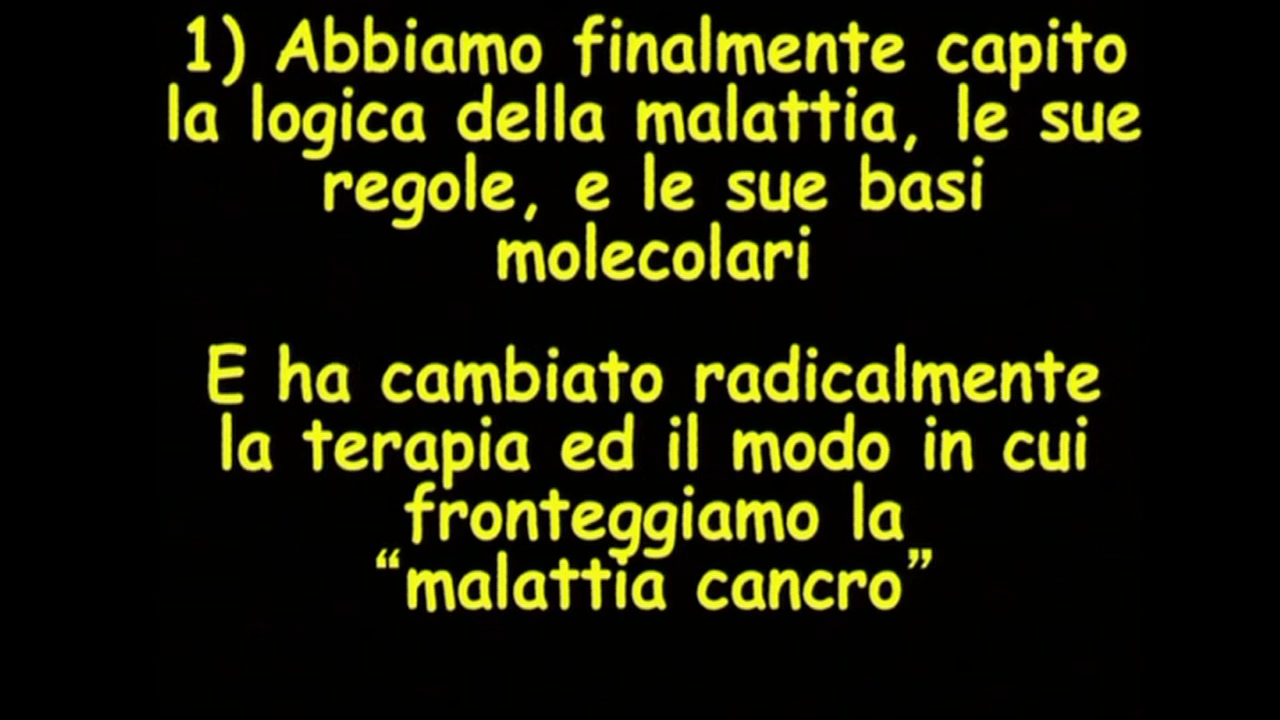 1) Abbiamo finalmente capito
la logica della malattia, le sue
regole, e le sue basi
molecolari
E ha cambiato radicalmente
la terapia ed il modo in cui
fronteggiamo la
“malattia cancro”